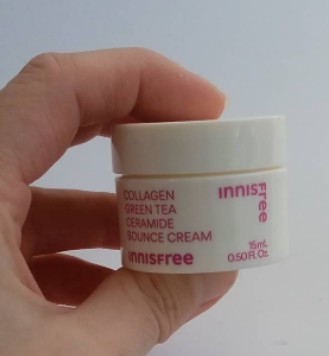 COLLAGEN
GREEN TEA
CERAMIDE
BOUNCE CREAM
innisfree
innisfree
15mL
0.50 Fl. Oz.